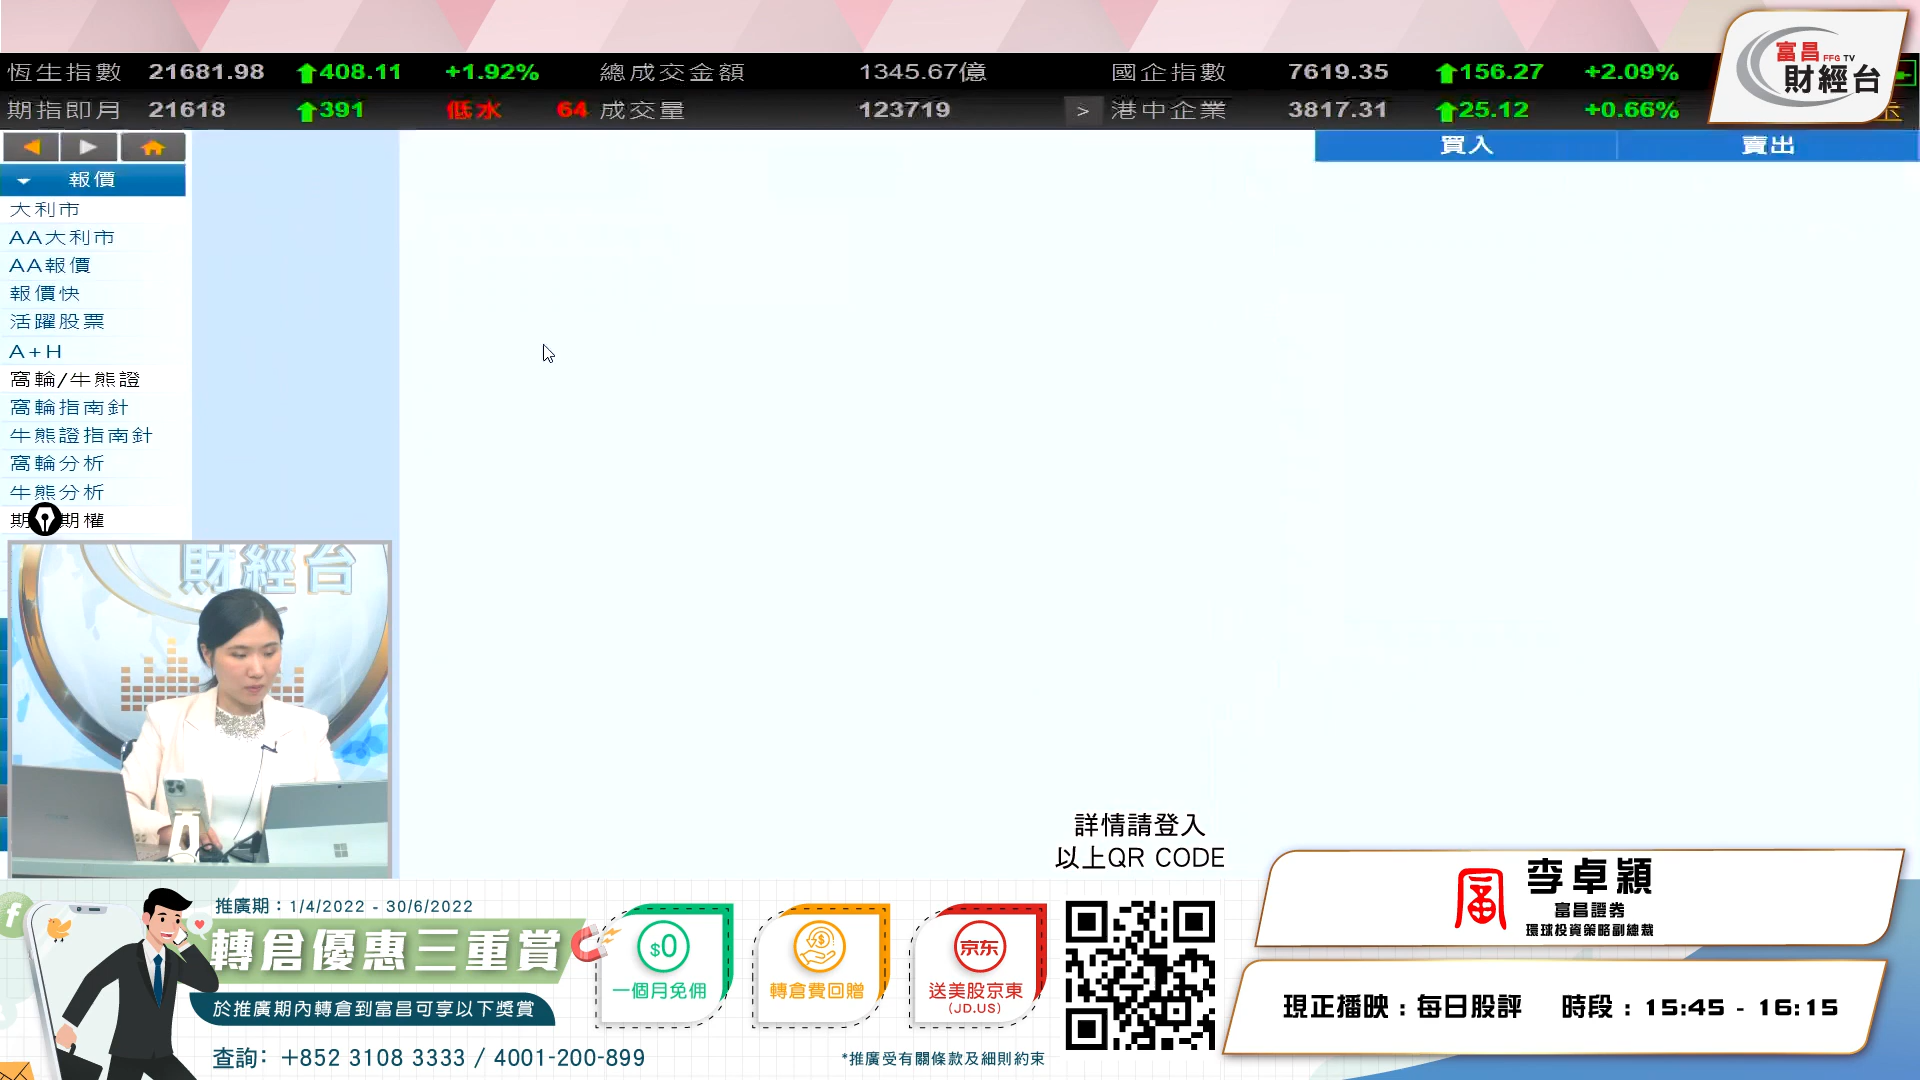 恆生指數 21681.98 408.11 +1.92% 總成交金額 1345.67億 國企指數 7619.35 156.27 +2.09%
期指即月 21618 391 低水 64 成交量 123719 > 港中企業 3817.31 25.12 +0.66%
富昌 FFG TV
財經台
買入 賣出
報價
大利市
AA大利市
AA報價
報價快
活躍股票
A+H
窩輪/牛熊證
窩輪指南針
牛熊證指南針
窩輪分析
牛熊分析
期 期權
財經台
詳情請登入
以上QR CODE
推廣期：1/4/2022 - 30/6/2022
轉倉優惠三重賞
於推廣期內轉倉到富昌可享以下獎賞
查詢： +852 3108 3333 / 4001-200-899
$0
一個月免佣
轉倉費回贈
京东
送美股京東
(JD.US)
*推廣受有關條款及細則約束
李卓穎
富昌證券
環球投資策略副總裁
現正播映：每日股評 時段：15:45 - 16:15